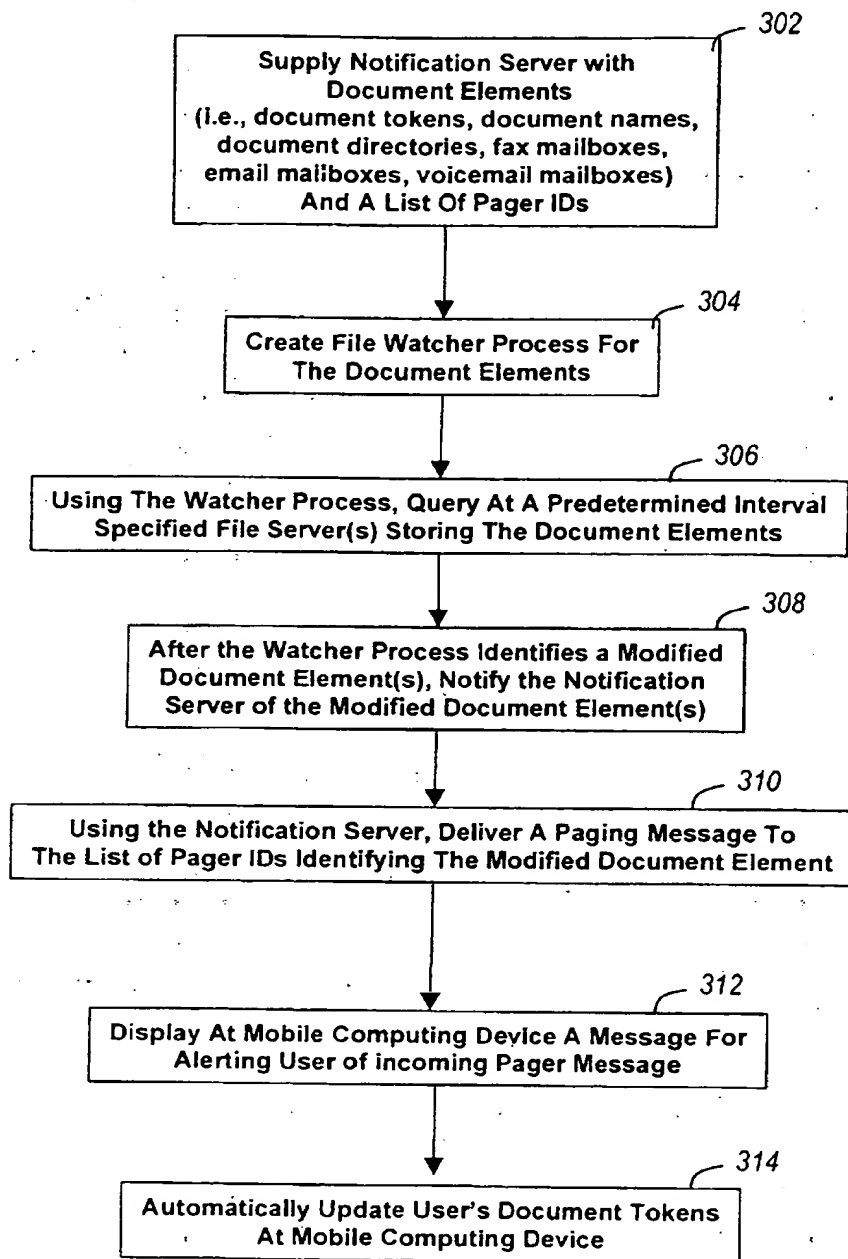 302
Supply Notification Server with
Document Elements
(i.e., document tokens, document names,
document directories, fax mailboxes,
email mailboxes, voicemail mailboxes)
And A List Of Pager IDs
304
Create File Watcher Process For
The Document Elements
306
Using The Watcher Process, Query At A Predetermined Interval
Specified File Server(s) Storing The Document Elements
308
After the Watcher Process Identifies a Modified
Document Element(s), Notify the Notification
Server of the Modified Document Element(s)
310
Using the Notification Server, Deliver A Paging Message To
The List of Pager IDs Identifying The Modified Document Element
312
Display At Mobile Computing Device A Message For
Alerting User of incoming Pager Message
314
Automatically Update User's Document Tokens
At Mobile Computing Device